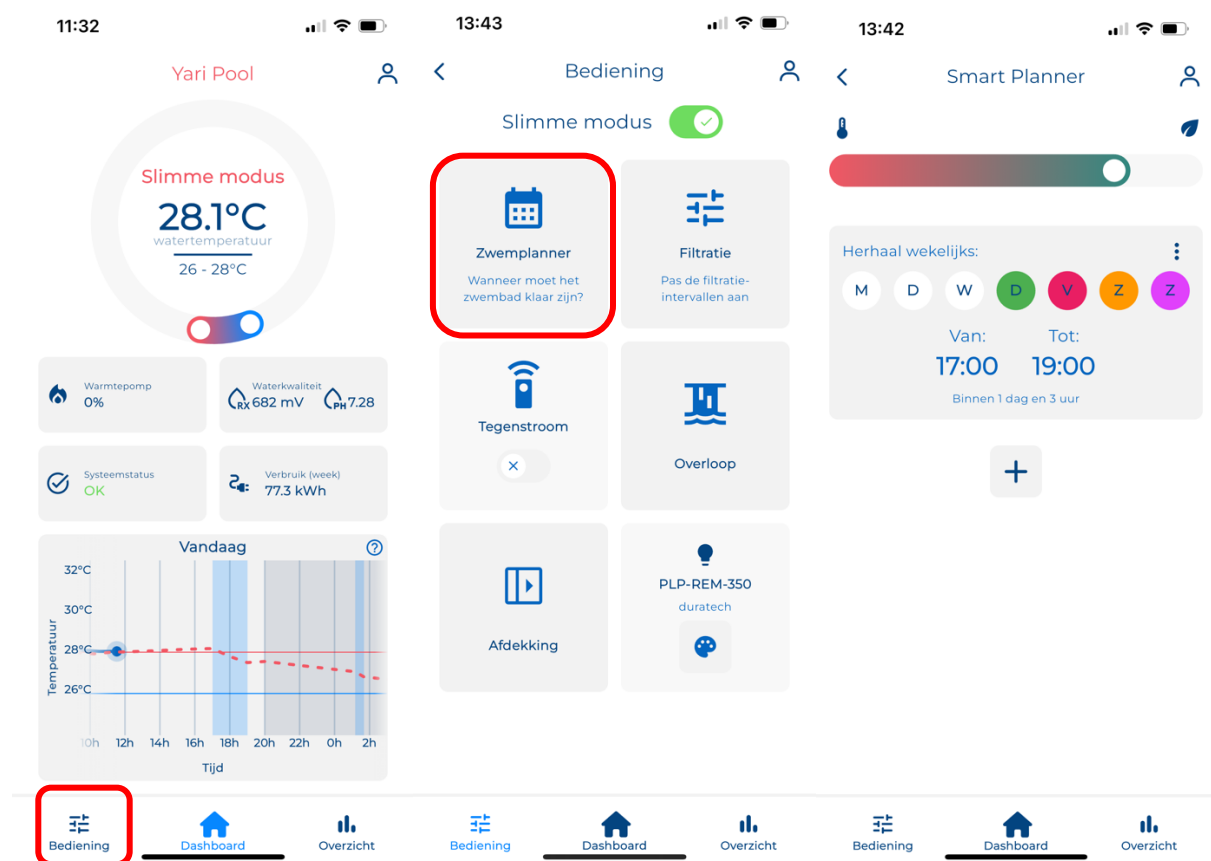 11:32
Yari Pool
Slimme modus
28.1°C
watertemperatuur
26 - 28°C
Warmtepomp
0%
Waterkwaliteit
RX 682 mV PH 7.28
Systeemstatus
OK
Verbruik (week)
77.3 kWh
Vandaag
32°C
30°C
28°C
26°C
Temperatuur
10h 12h 14h 16h 18h 20h 22h 0h 2h
Tijd
Bediening Dashboard Overzicht
13:43
Bediening
Slimme modus
Zwemplanner
Wanneer moet het
zwembad klaar zijn?
Filtratie
Pas de filtratie-
intervallen aan
Tegenstroom
Overloop
Afdekking
PLP-REM-350
duratech
Bediening Dashboard Overzicht
13:42
Smart Planner
Herhaal wekelijks:
M D W D V Z Z
Van: Tot:
17:00 19:00
Binnen 1 dag en 3 uur
Bediening Dashboard Overzicht